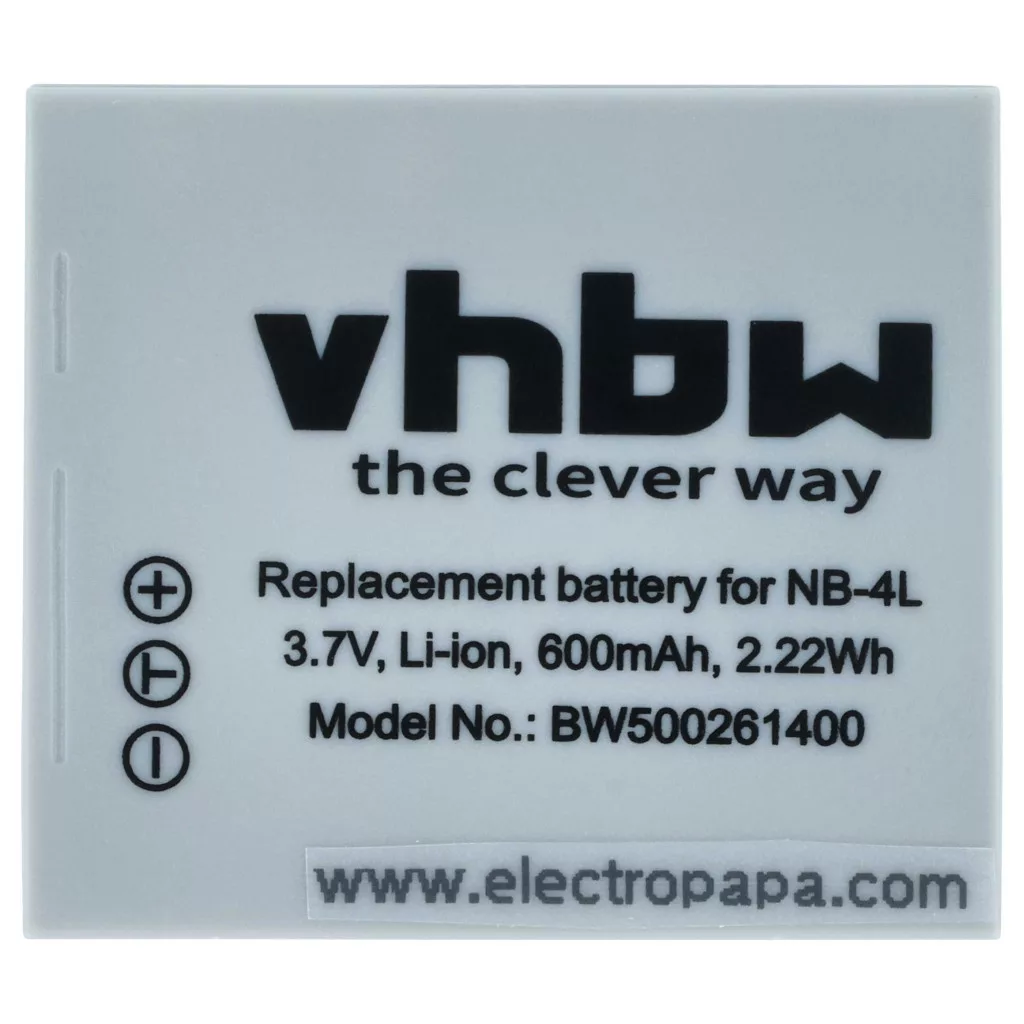 vhbw
the clever way
Replacement battery for NB-4L
3.7V, Li-ion, 600mAh, 2.22Wh
Model No.: BW500261400
+
T
-
www.electropapa.com